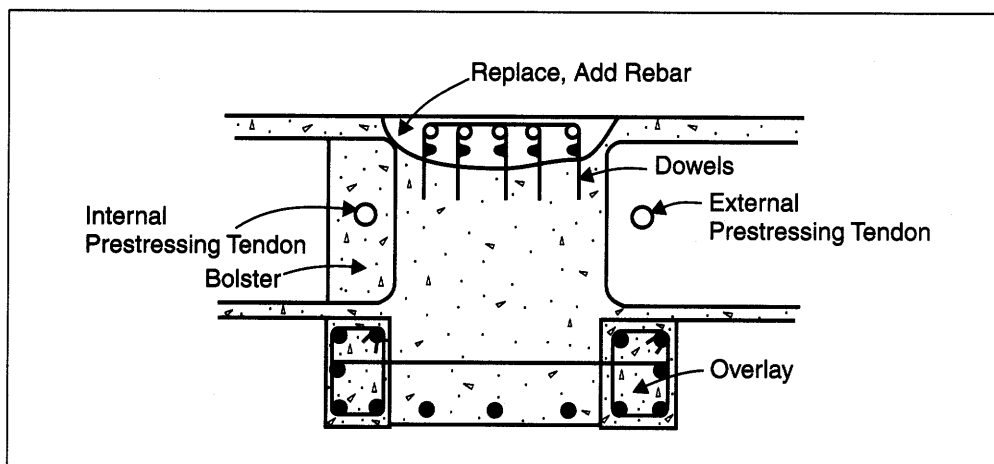 Replace, Add Rebar
Dowels
Internal
Prestressing Tendon
External
Prestressing Tendon
Bolster
Overlay